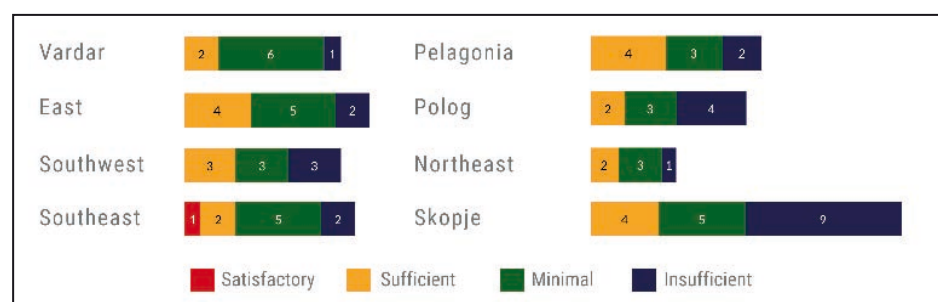 Vardar 2 6 1
East 4 5 2
Southwest 3 3 3
Southeast 1 2 5 2
Pelagonia 4 3 2
Polog 2 3 4
Northeast 2 3 1
Skopje 4 5 9
Satisfactory Sufficient Minimal Insufficient